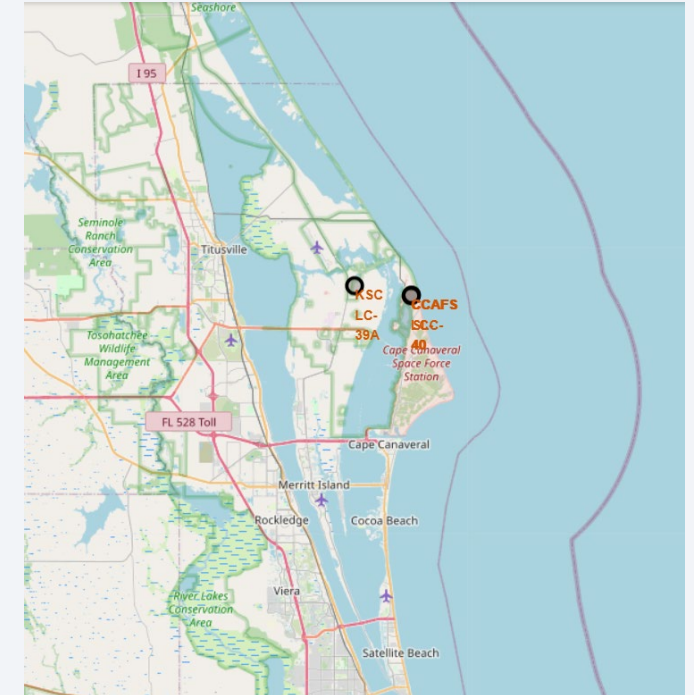 Seashore
I 95
Seminole
Ranch
Conservation
Area
Titusville
KSC
LC-
39A
CCAFS
40
Tosohatchee
Wildlife
Management
Area
Cape Canaveral
Space Force
Station
FL 528 Toll
Cape Canaveral
Merritt Island
Rockledge
Cocoa Beach
Viera
River Lakes
Conservation
Area
Satellite Beach